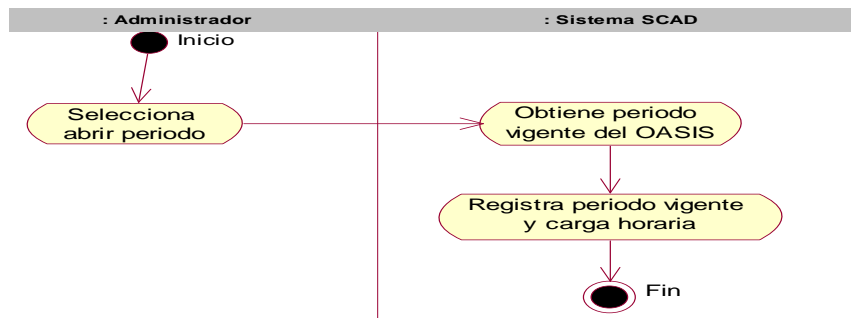 : Administrador
: Sistema SCAD
Inicio
Selecciona
abrir periodo
Obtiene periodo
vigente del OASIS
Registra periodo vigente
y carga horaria
Fin